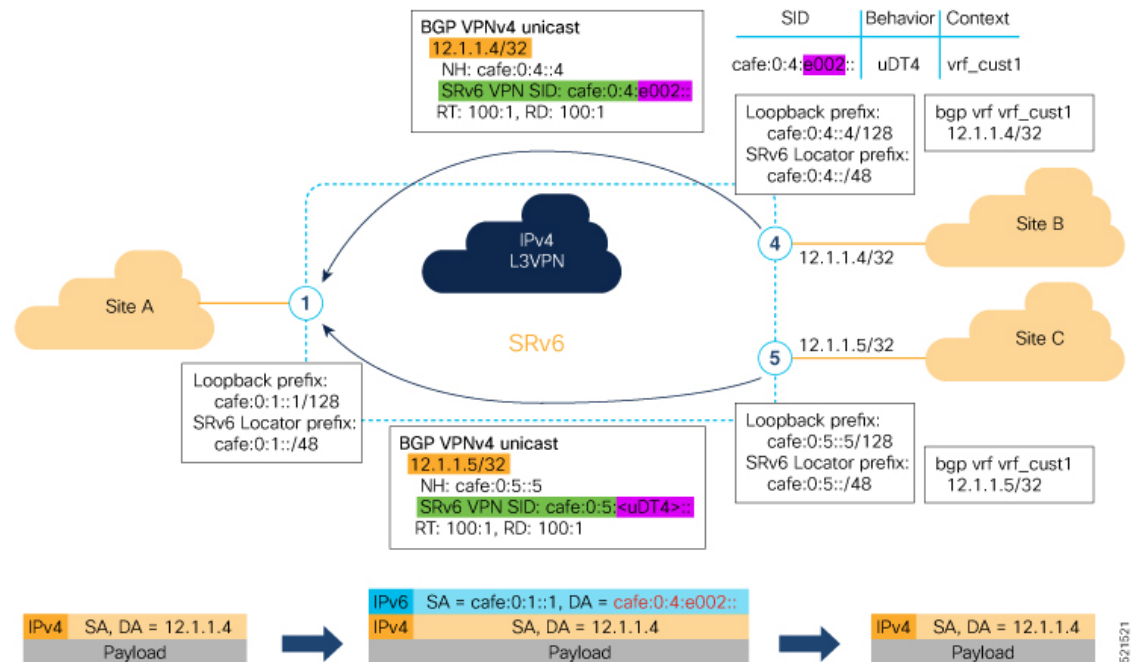 BGP VPNv4 unicast
12.1.1.4/32
NH: cafe:0:4::4
SRv6 VPN SID: cafe:0:4:e002::
RT: 100:1, RD: 100:1
SID Behavior Context
cafe:0:4:e002:: uDT4 vrf_cust1
Loopback prefix:
cafe:0:4::4/128
SRv6 Locator prefix:
cafe:0:4::/48
bgp vrf vrf_cust1
12.1.1.4/32
IPv4
L3VPN
4
12.1.1.4/32
Site B
Site A
1
SRv6
5
12.1.1.5/32
Site C
Loopback prefix:
cafe:0:1::1/128
SRv6 Locator prefix:
cafe:0:1::/48
BGP VPNv4 unicast
12.1.1.5/32
NH: cafe:0:5::5
SRv6 VPN SID: cafe:0:5:<uDT4>::
RT: 100:1, RD: 100:1
Loopback prefix:
cafe:0:5::5/128
SRv6 Locator prefix:
cafe:0:5::/48
bgp vrf vrf_cust1
12.1.1.5/32
IPv4 SA, DA = 12.1.1.4
Payload
IPv6 SA = cafe:0:1::1, DA = cafe:0:4:e002::
IPv4 SA, DA = 12.1.1.4
Payload
IPv4 SA, DA = 12.1.1.4
Payload
521521